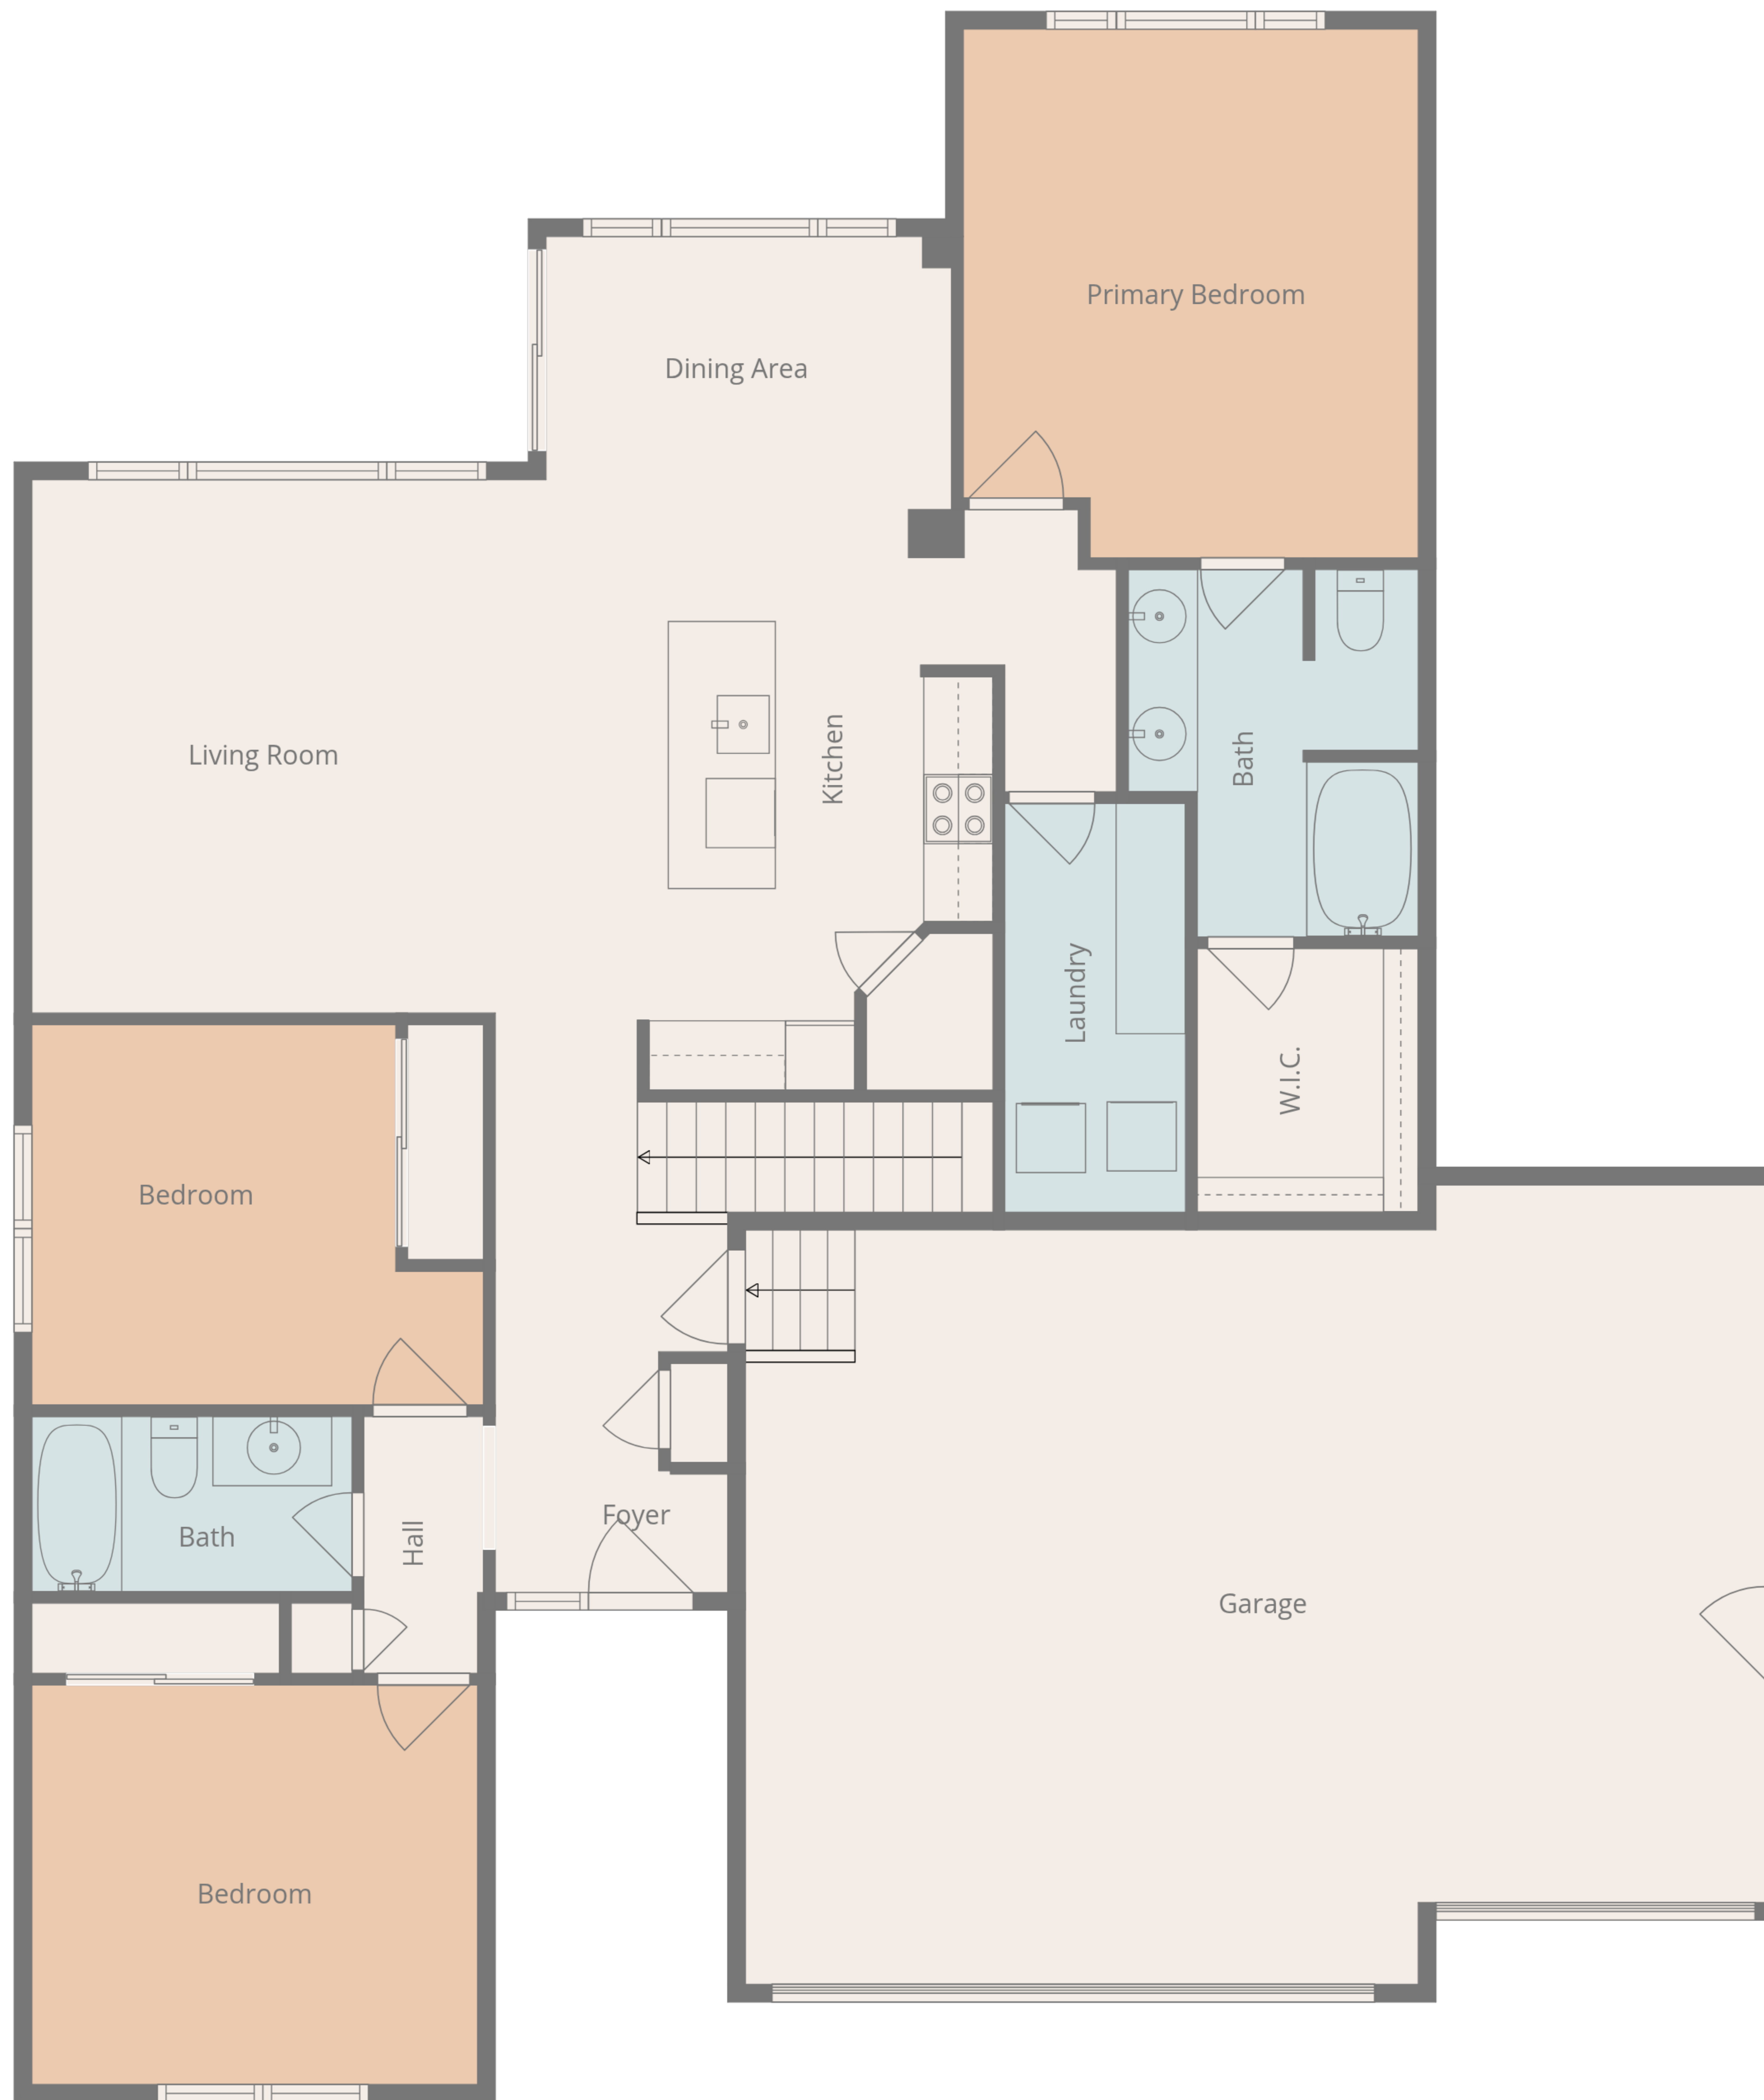 Primary Bedroom
Dining Area
Living Room
Kitchen
Bath
Laundry
W.I.C.
Bedroom
Foyer
Bath
Hall
Garage
Bedroom